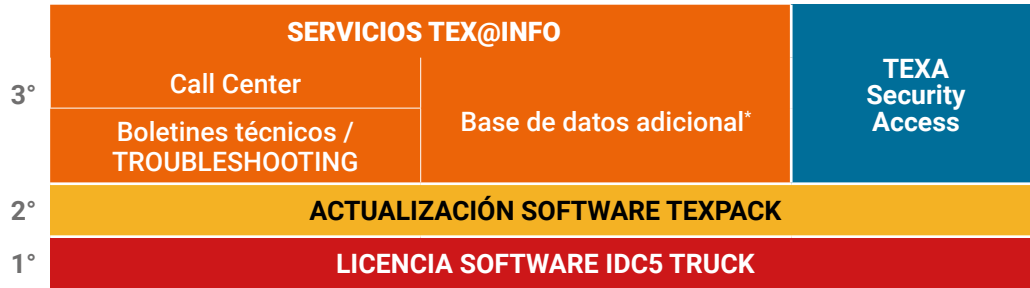 SERVICIOS TEX@INFO
3°
Call Center
Boletines técnicos /
TROUBLESHOOTING
Base de datos adicional*
TEXA
Security
Access
2°
ACTUALIZACIÓN SOFTWARE TEXPACK
1°
LICENCIA SOFTWARE IDC5 TRUCK